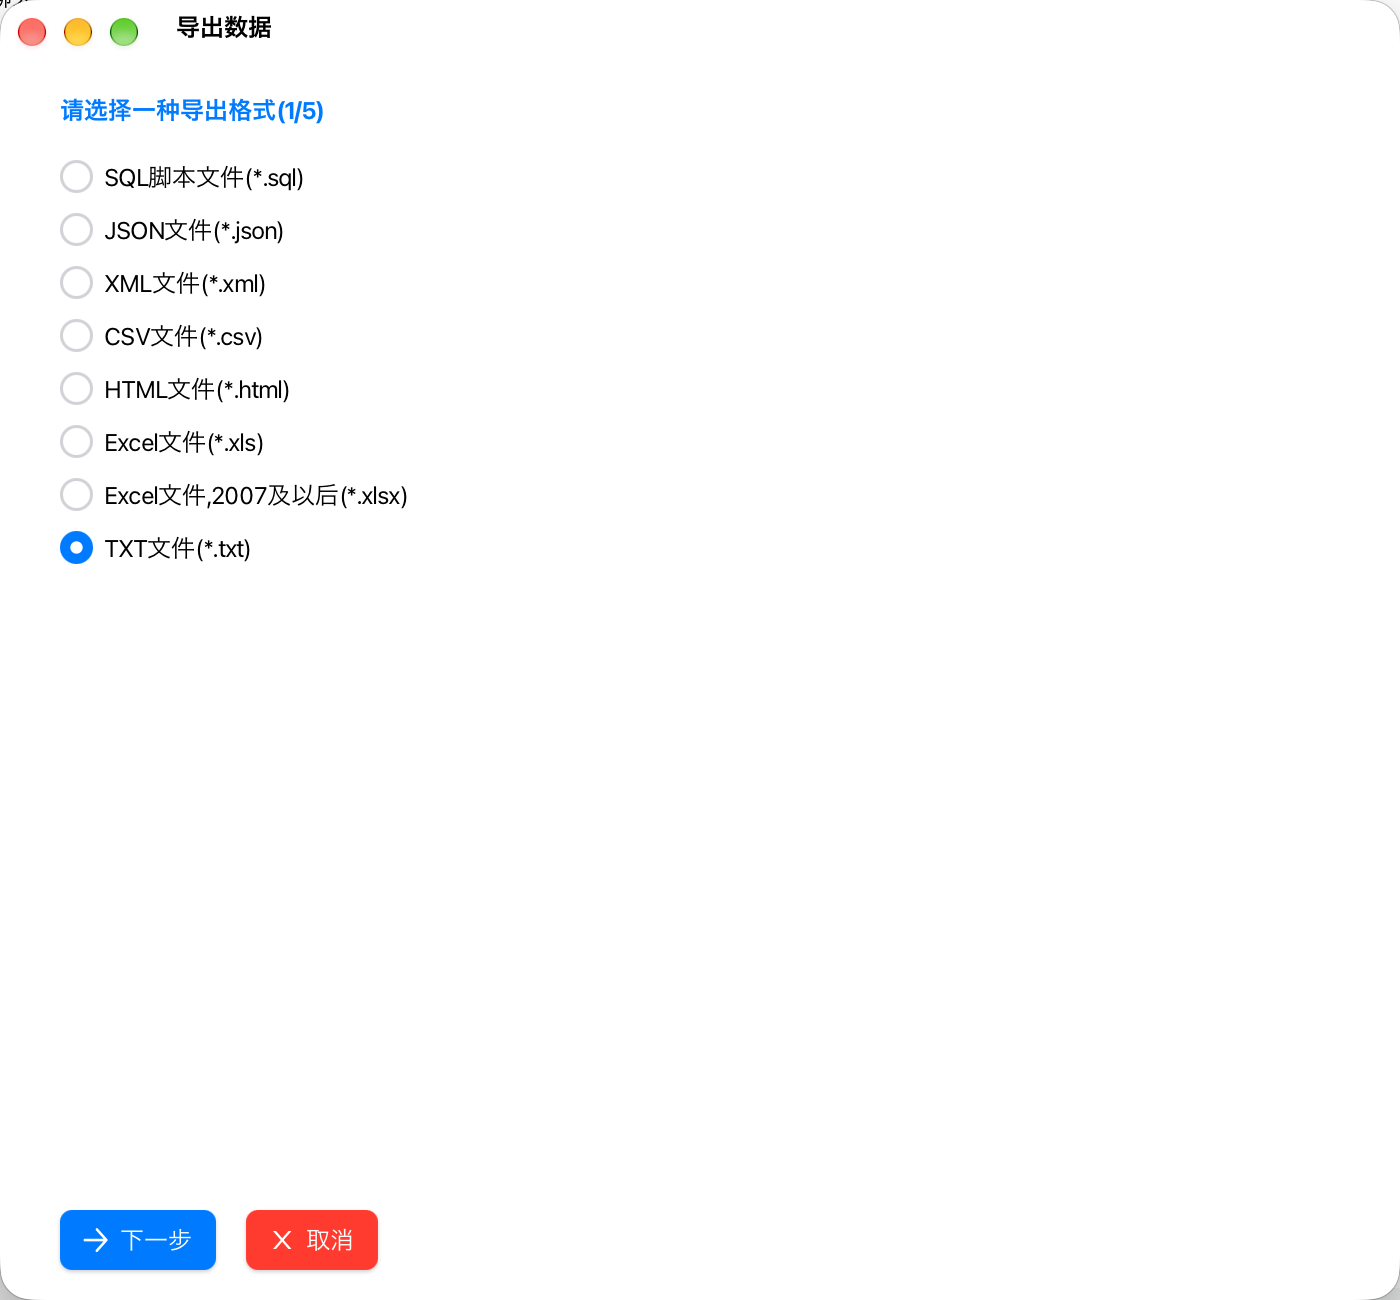 导出数据
请选择一种导出格式(1/5)
SQL脚本文件(*.sql)
JSON文件(*.json)
XML文件(*.xml)
CSV文件(*.csv)
HTML文件(*.html)
Excel文件(*.xls)
Excel文件,2007及以后(*.xlsx)
TXT文件(*.txt)
下一步
取消